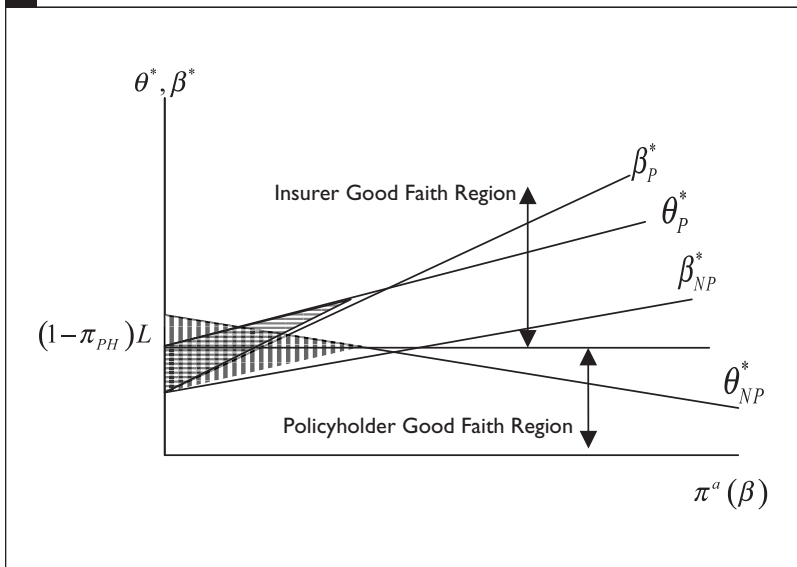 θ*, β*
β*_P
Insurer Good Faith Region
θ*_P
β*_NP
(1−π_PH)L
θ*_NP
Policyholder Good Faith Region
π^a(β)